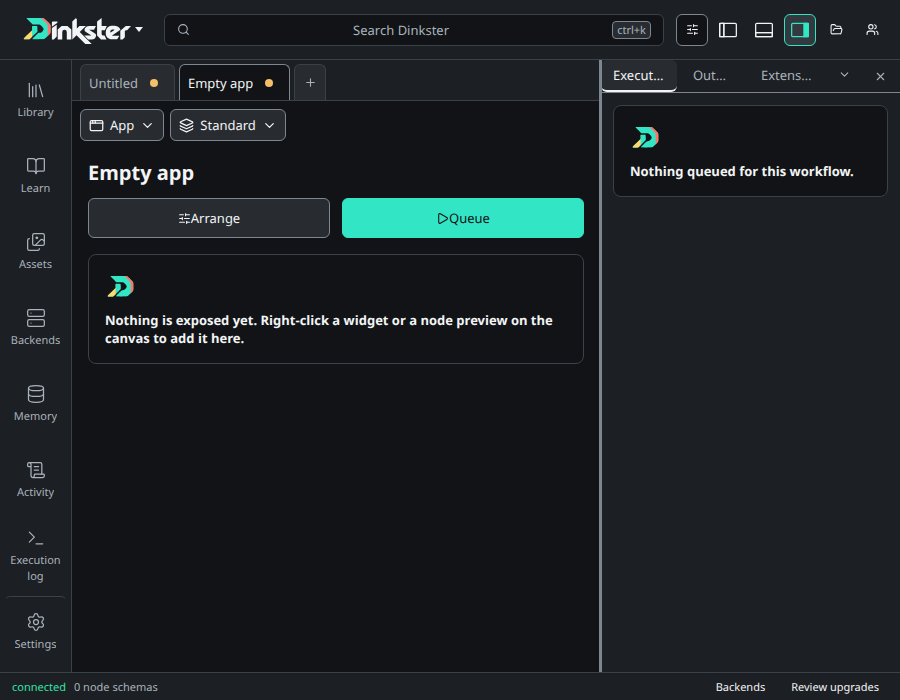 Dinkster
Search Dinkster
ctrl+k
Library
Learn
Assets
Backends
Memory
Activity
Execution
log
Settings
Untitled
Empty app
App
Standard
Empty app
Arrange
Queue
Nothing is exposed yet. Right-click a widget or a node preview on the
canvas to add it here.
Execut...
Out...
Extens...
Nothing queued for this workflow.
connected
0 node schemas
Backends
Review upgrades